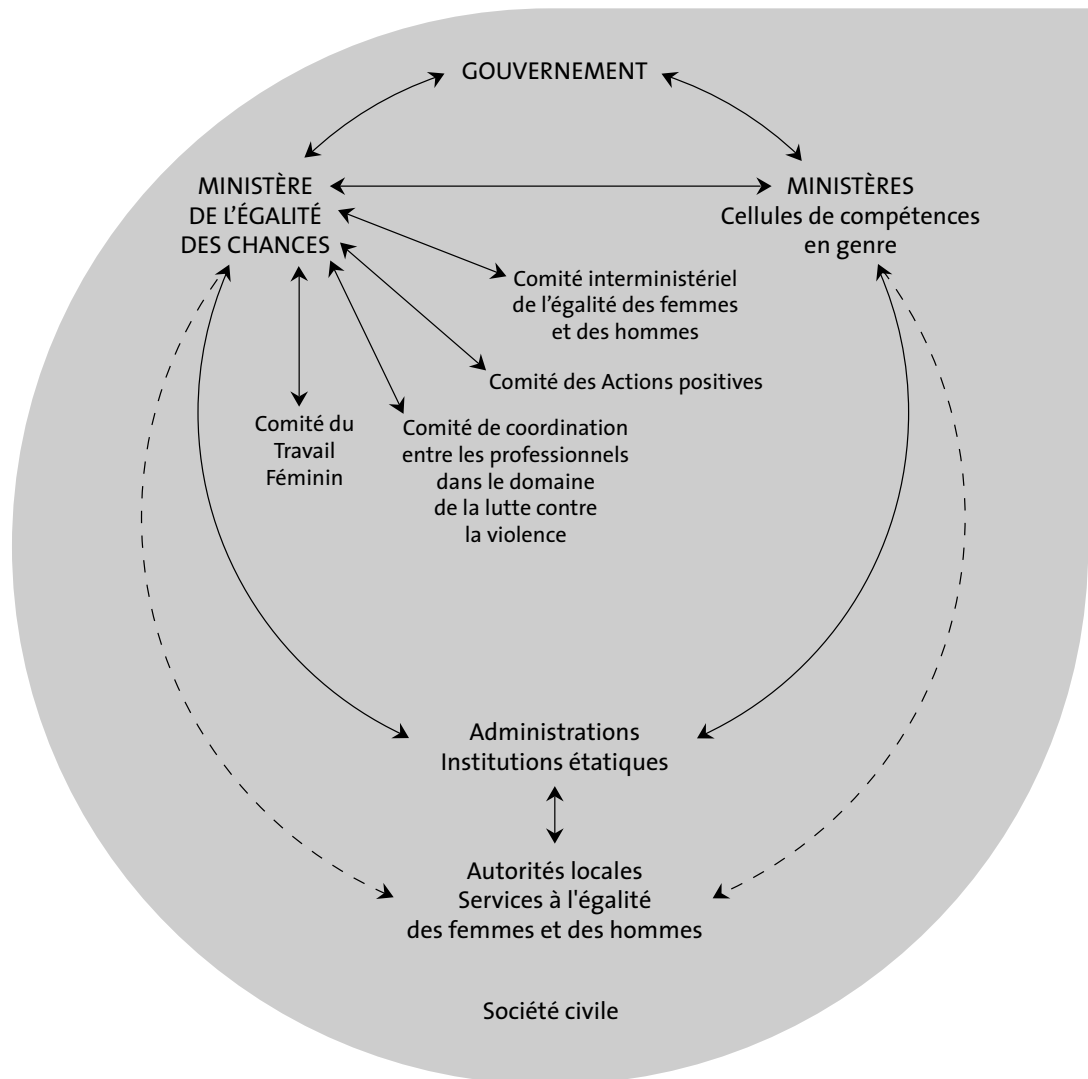 GOUVERNEMENT
MINISTÈRE
DE L’ÉGALITÉ
DES CHANCES
MINISTÈRES
Cellules de compétences
en genre
Comité interministériel
de l’égalité des femmes
et des hommes
Comité des Actions positives
Comité du
Travail
Féminin
Comité de coordination
entre les professionnels
dans le domaine
de la lutte contre
la violence
Administrations
Institutions étatiques
Autorités locales
Services à l'égalité
des femmes et des hommes
Société civile